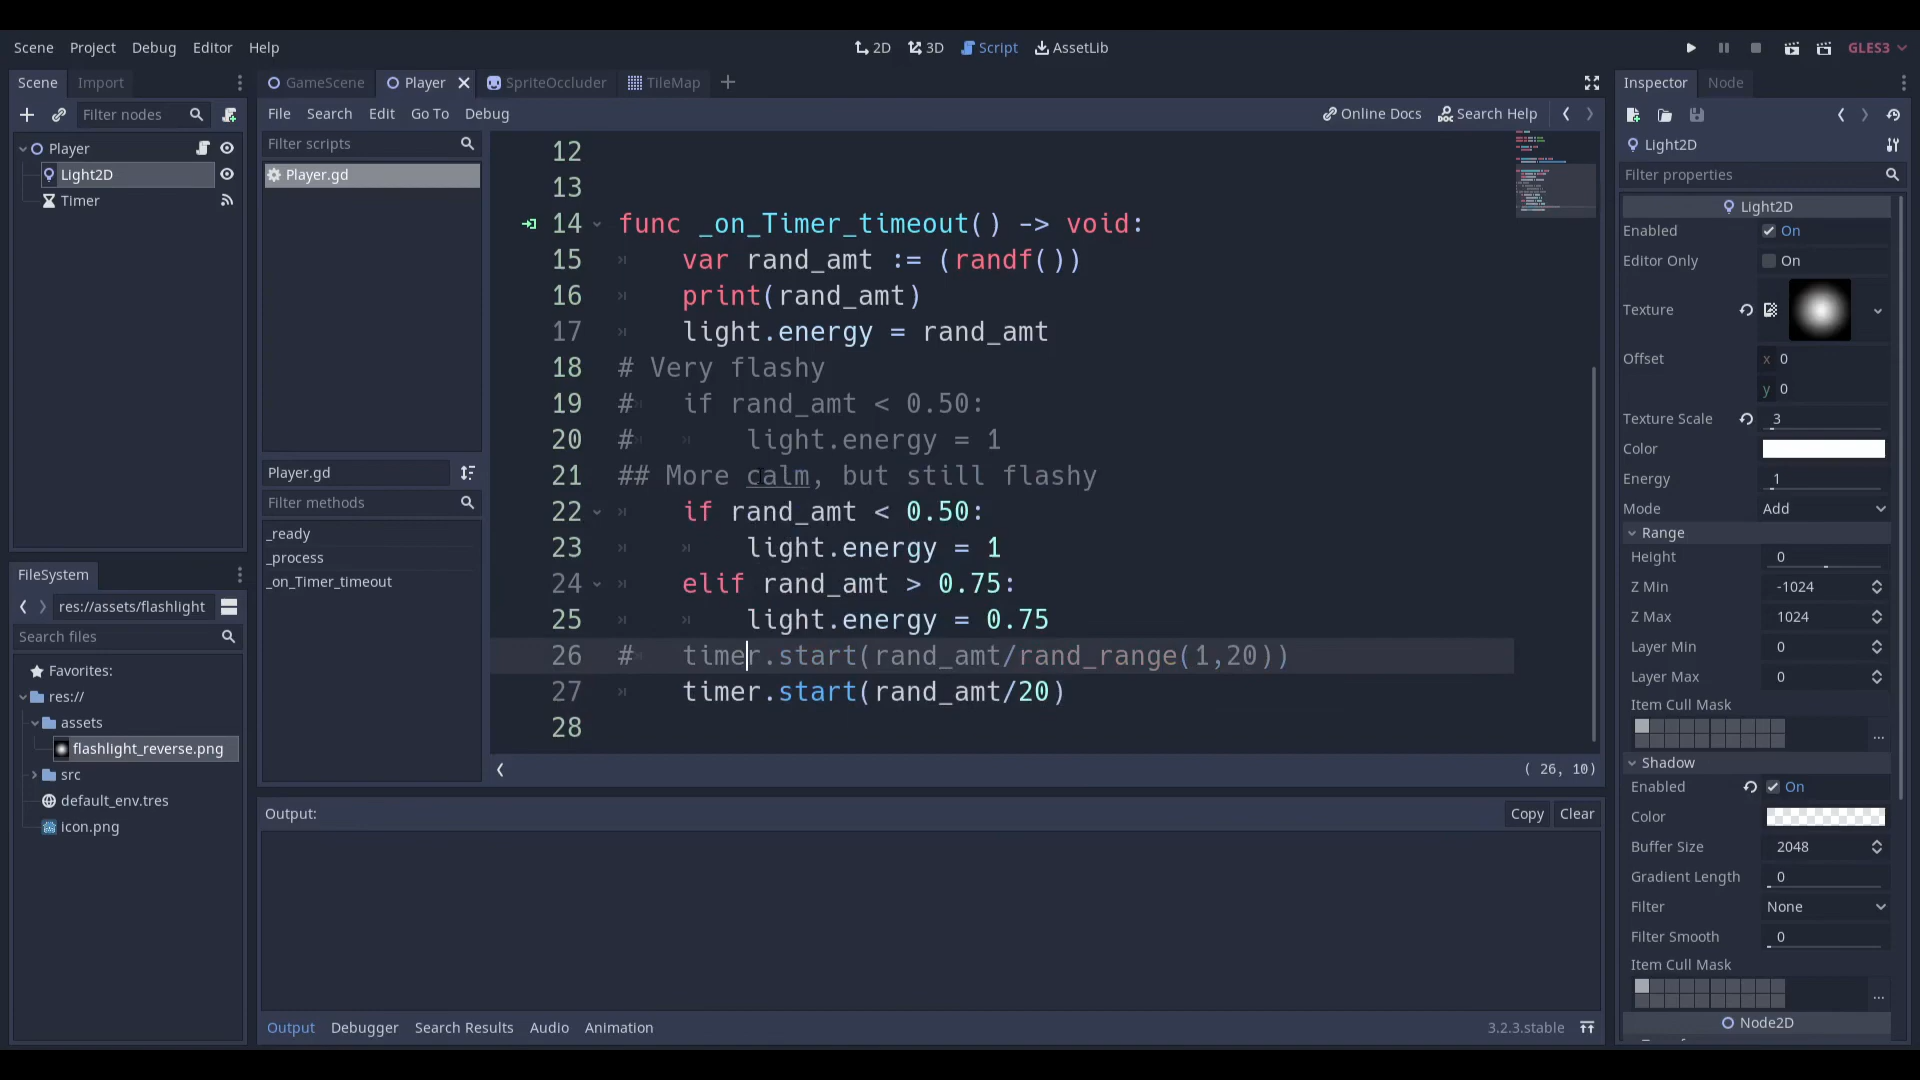 Scene Project Debug Editor Help
2D 3D Script AssetLib
GLES3
Scene Import
Filter nodes
Player
Light2D
Timer
FileSystem
res://assets/flashlight
Search files
Favorites:
res://
assets
flashlight_reverse.png
src
default_env.tres
icon.png
GameScene Player SpriteOccluder TileMap
File Search Edit Go To Debug
Online Docs Search Help
Filter scripts
Player.gd
Player.gd
Filter methods
_ready
_process
_on_Timer_timeout
12
13
14 func _on_Timer_timeout() -> void:
15 var rand_amt := (randf())
16 print(rand_amt)
17 light.energy = rand_amt
18 # Very flashy
19 # if rand_amt < 0.50:
20 # light.energy = 1
21 ## More calm, but still flashy
22 if rand_amt < 0.50:
23 light.energy = 1
24 elif rand_amt > 0.75:
25 light.energy = 0.75
26 # timer.start(rand_amt/rand_range(1,20))
27 timer.start(rand_amt/20)
28
( 26, 10)
Output:
Copy Clear
Output Debugger Search Results Audio Animation
3.2.3.stable
Inspector Node
Light2D
Filter properties
Light2D
Enabled On
Editor Only On
Texture
Offset x 0
y 0
Texture Scale 3
Color
Energy 1
Mode Add
Range
Height 0
Z Min -1024
Z Max 1024
Layer Min 0
Layer Max 0
Item Cull Mask
...
Shadow
Enabled On
Color
Buffer Size 2048
Gradient Length 0
Filter None
Filter Smooth 0
Item Cull Mask
...
Node2D